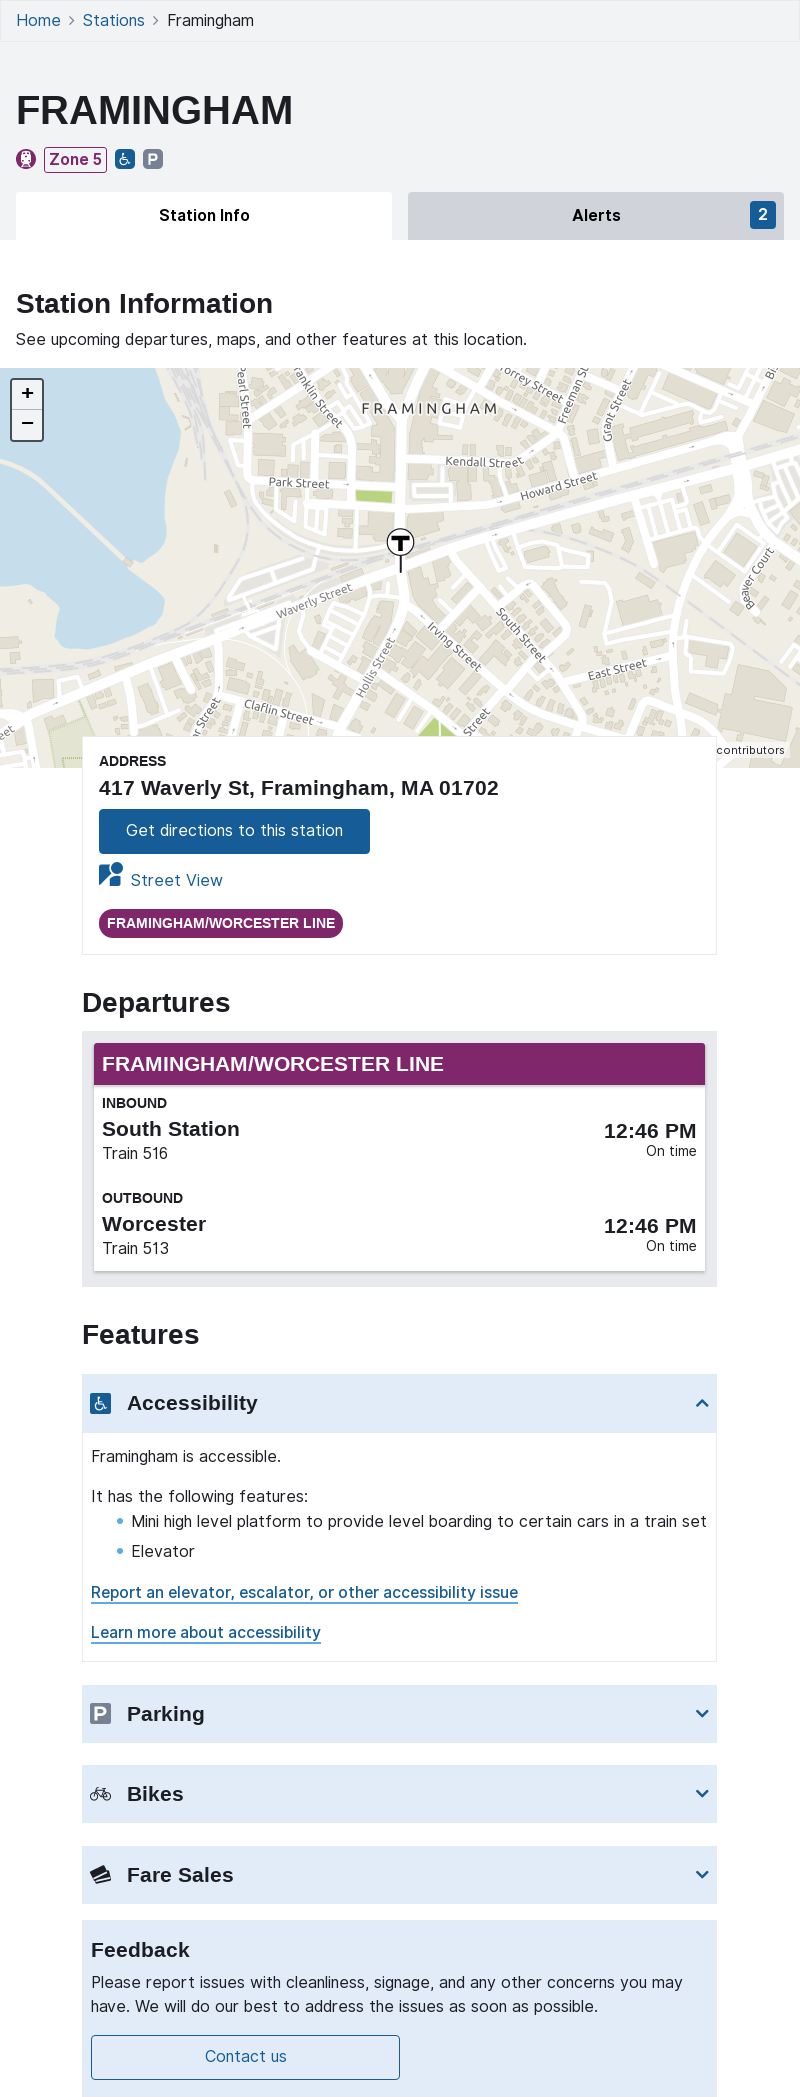 Home > Stations > Framingham
FRAMINGHAM
Zone 5
P
Station Info
Alerts
2
Station Information
See upcoming departures, maps, and other features at this location.
+
−
Pearl Street
Franklin Street
Torrey Street
Freeman St
Grant Street
FRAMINGHAM
Kendall Street
Park Street
Howard Street
T
Beaver Court
Waverly Street
Irving Street
South Street
Hollis Street
East Street
Claflin Street
Street
contributors
ADDRESS
417 Waverly St, Framingham, MA 01702
Get directions to this station
Street View
FRAMINGHAM/WORCESTER LINE
Departures
FRAMINGHAM/WORCESTER LINE
INBOUND
South Station
12:46 PM
Train 516
On time
OUTBOUND
Worcester
12:46 PM
Train 513
On time
Features
Accessibility
Framingham is accessible.
It has the following features:
• Mini high level platform to provide level boarding to certain cars in a train set
• Elevator
Report an elevator, escalator, or other accessibility issue
Learn more about accessibility
P
Parking
Bikes
Fare Sales
Feedback
Please report issues with cleanliness, signage, and any other concerns you may
have. We will do our best to address the issues as soon as possible.
Contact us